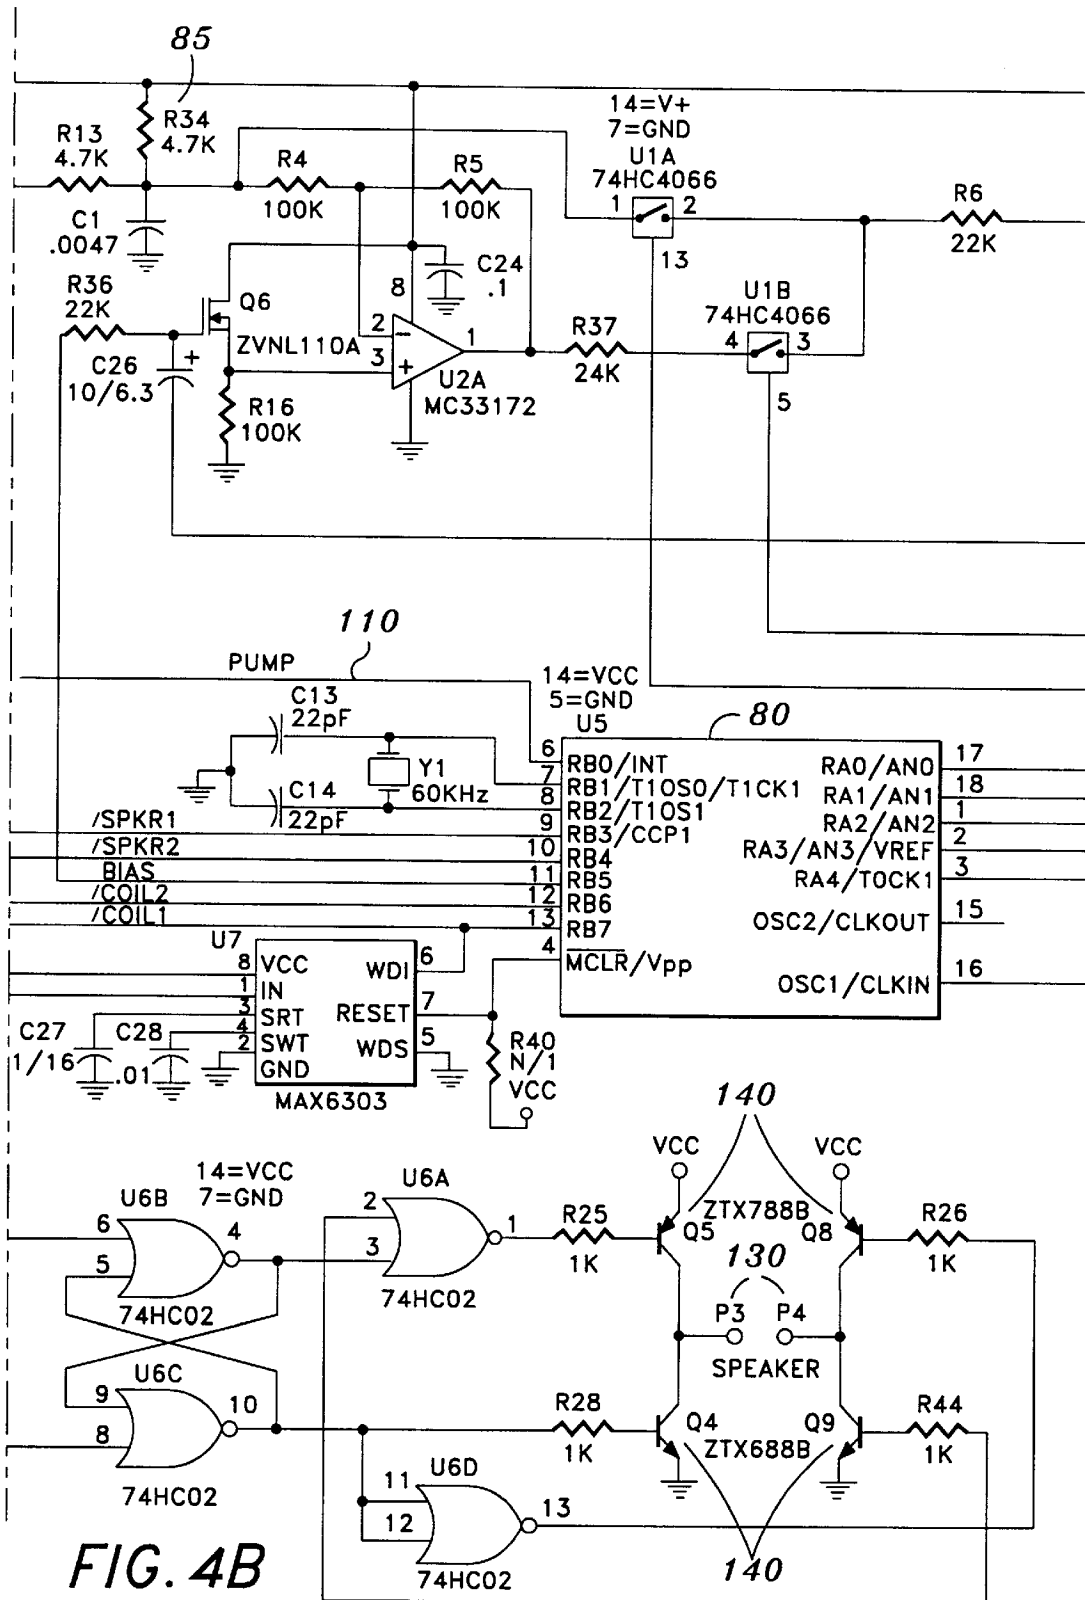 85
R34
4.7K
R13
4.7K
14=V+
7=GND
U1A
74HC4066
R4
100K
R5
100K
1
2
13
R6
22K
C1
.0047
R36
22K
Q6
ZVNL110A
C24
.1
8
2
3
1
-
+
U2A
MC33172
R37
24K
U1B
74HC4066
4
3
5
C26
+
10/6.3
R16
100K
110
PUMP
14=VCC
5=GND
U5
80
C13
22pF
Y1
60KHz
C14
22pF
6 RB0/INT
7 RB1/T1OS0/T1CK1
8 RB2/T1OS1
9 RB3/CCP1
10 RB4
11 RB5
12 RB6
13 RB7
4 MCLR/Vpp
RA0/AN0 17
RA1/AN1 18
RA2/AN2 1
RA3/AN3/VREF 2
RA4/TOCK1 3
OSC2/CLKOUT 15
OSC1/CLKIN 16
/SPKR1
/SPKR2
BIAS
/COIL2
/COIL1
U7
8 VCC
1 IN
3 SRT
4 SWT
2 GND
WDI 6
RESET 7
WDS 5
MAX6303
C27
1/16
C28
.01
R40
N/1
VCC
140
VCC
VCC
U6B
14=VCC
7=GND
6
5
4
74HC02
U6A
2
3
1
74HC02
R25
1K
ZTX788B
Q5
Q8
R26
1K
130
P3
P4
SPEAKER
U6C
9
8
10
74HC02
R28
1K
Q4
Q9
ZTX688B
R44
1K
U6D
11
12
13
74HC02
140
FIG. 4B